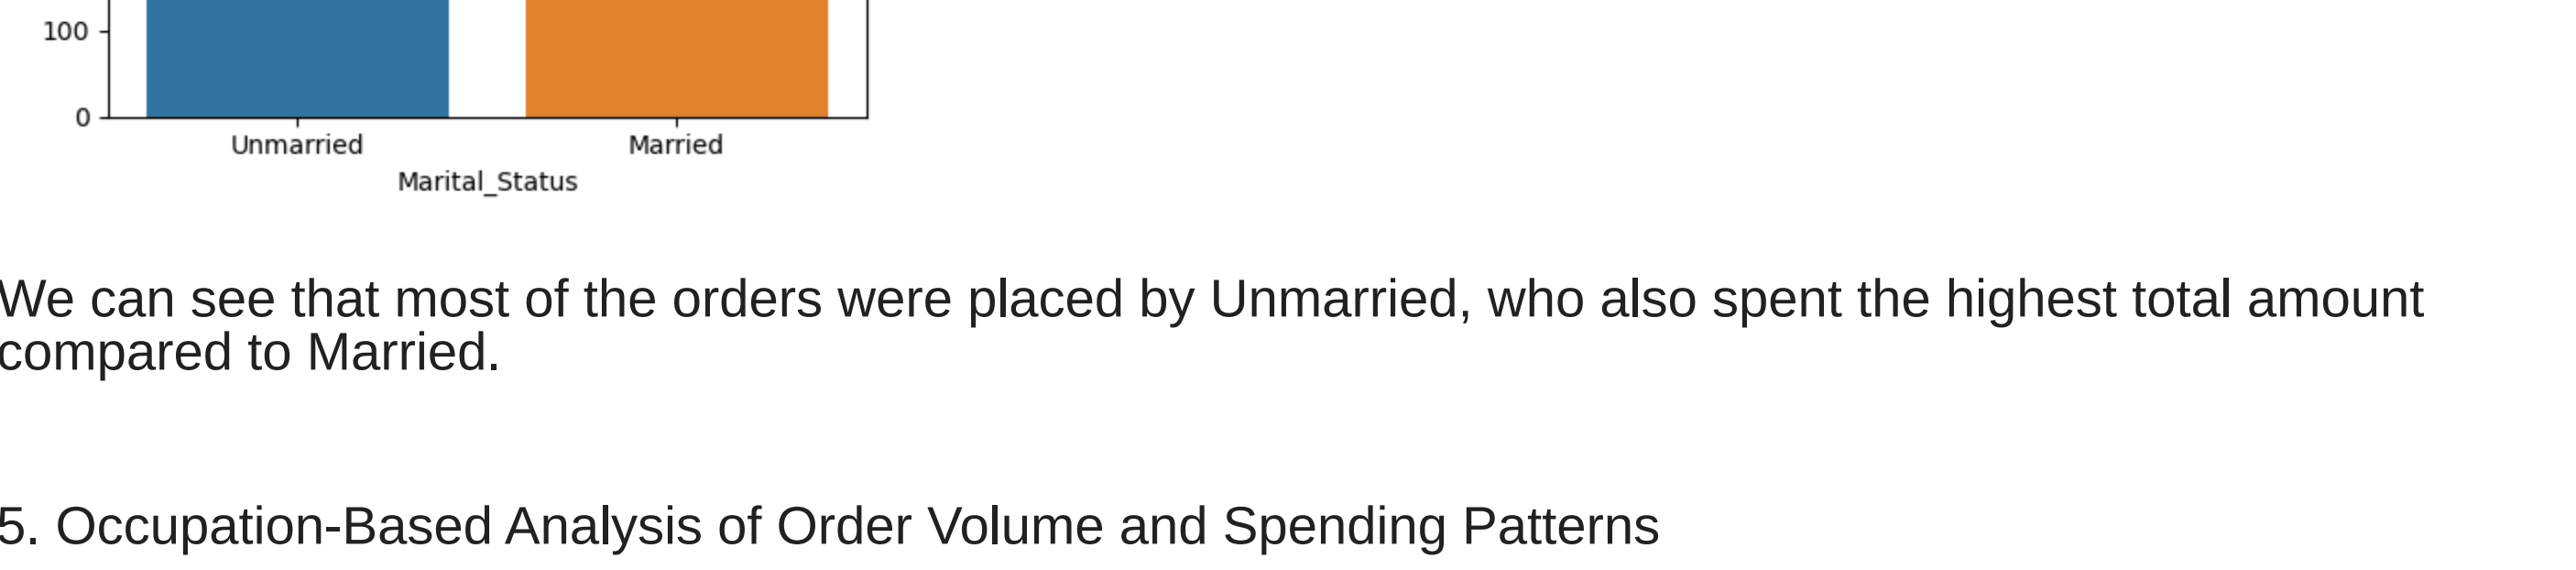 100
0
Unmarried Married
Marital_Status
We can see that most of the orders were placed by Unmarried, who also spent the highest total amount
compared to Married.
5. Occupation-Based Analysis of Order Volume and Spending Patterns